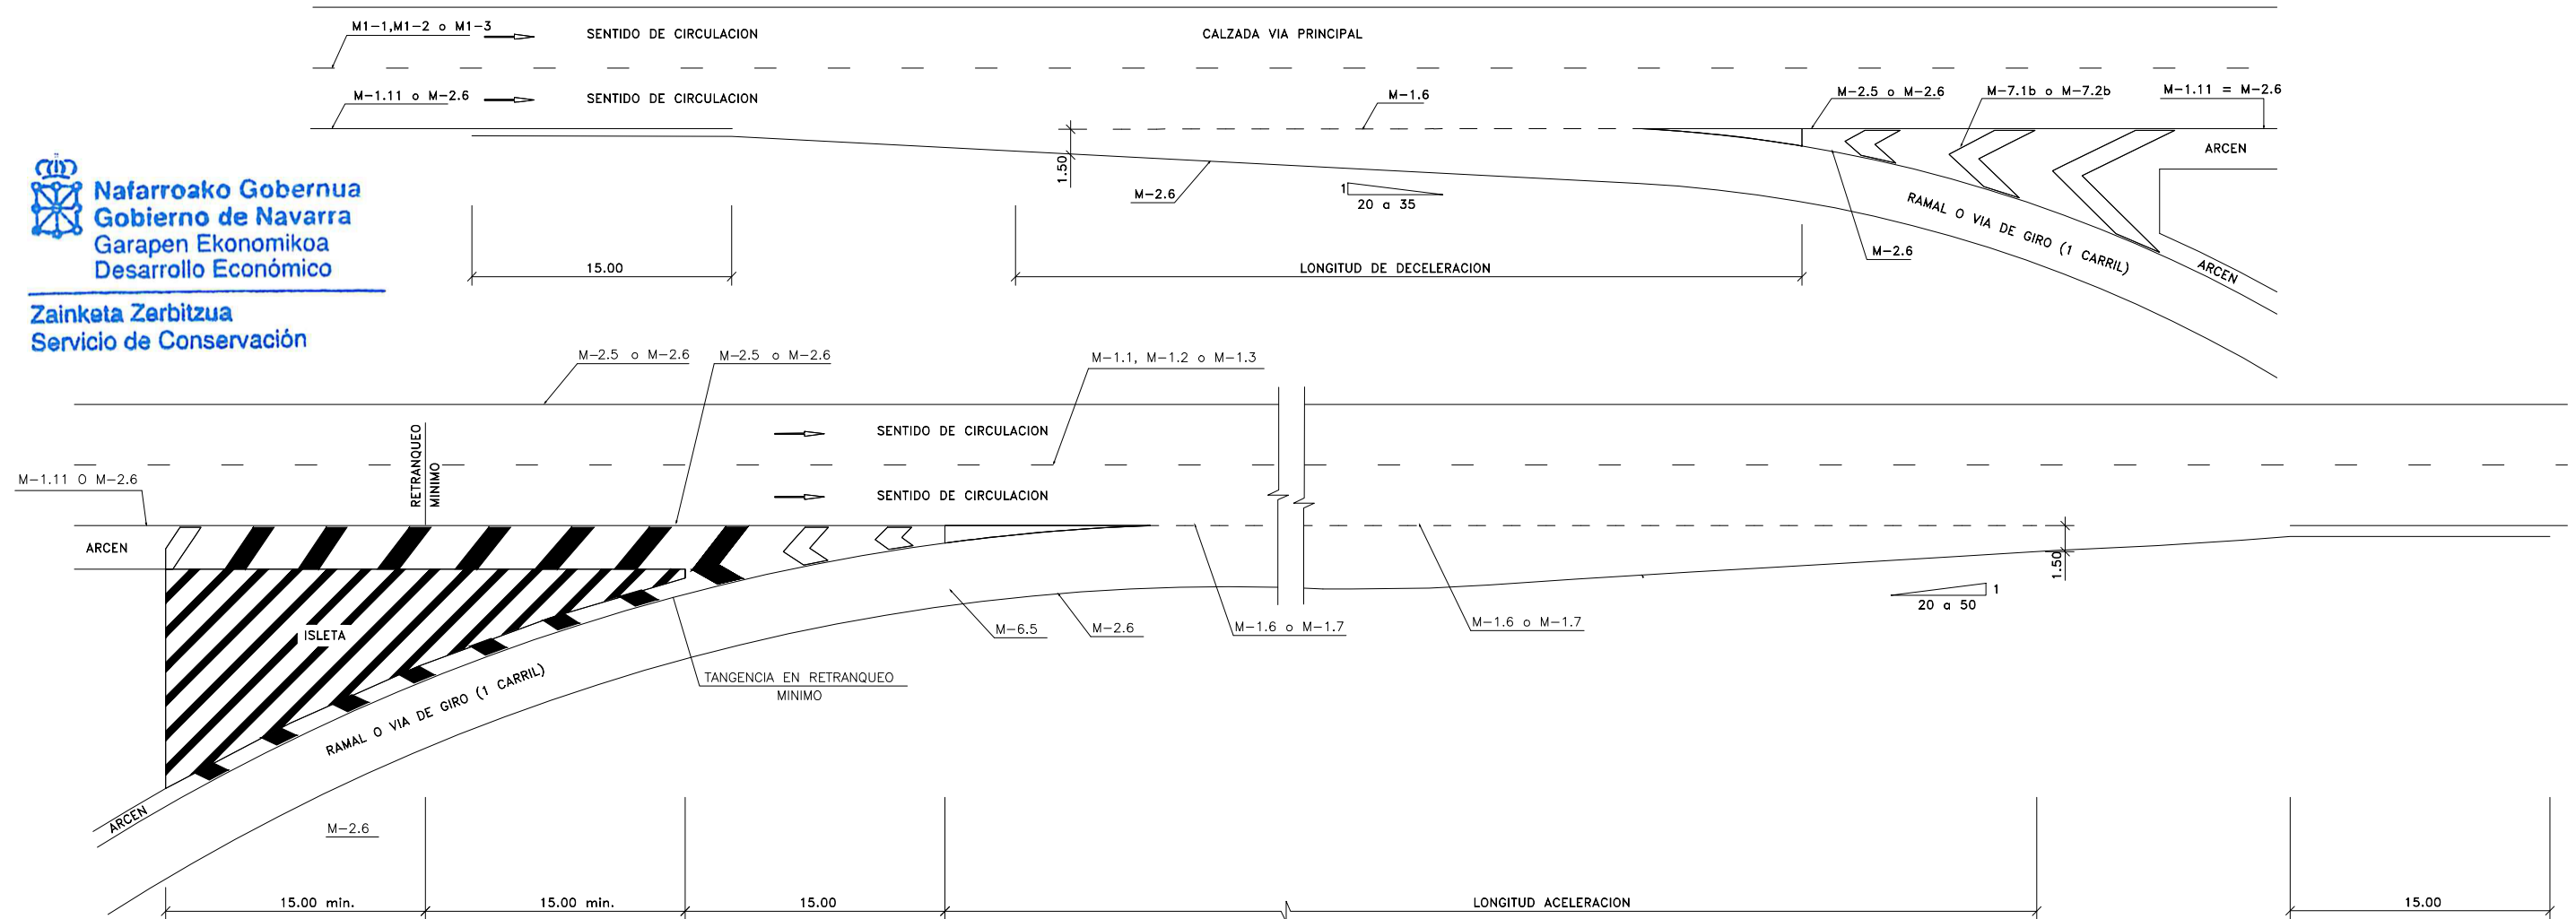 M1-1,M1-2 o M1-3
SENTIDO DE CIRCULACION
CALZADA VIA PRINCIPAL
M-1.11 o M-2.6
SENTIDO DE CIRCULACION
M-1.6
M-2.5 o M-2.6
M-7.1b o M-7.2b
M-1.11 = M-2.6
ARCEN
1.50
M-2.6
1
20 a 35
RAMAL O VIA DE GIRO (1 CARRIL)
M-2.6
ARCEN
15.00
LONGITUD DE DECELERACION
Nafarroako Gobernua
Gobierno de Navarra
Garapen Ekonomikoa
Desarrollo Económico
Zainketa Zerbitzua
Servicio de Conservación
M-2.5 o M-2.6
M-2.5 o M-2.6
M-1.1, M-1.2 o M-1.3
SENTIDO DE CIRCULACION
RETRANQUEO
MINIMO
M-1.11 O M-2.6
SENTIDO DE CIRCULACION
ARCEN
1.50
1
20 a 50
ISLETA
M-6.5
M-2.6
M-1.6 o M-1.7
M-1.6 o M-1.7
TANGENCIA EN RETRANQUEO
MINIMO
RAMAL O VIA DE GIRO (1 CARRIL)
ARCEN
M-2.6
15.00 min.
15.00 min.
15.00
LONGITUD ACELERACION
15.00